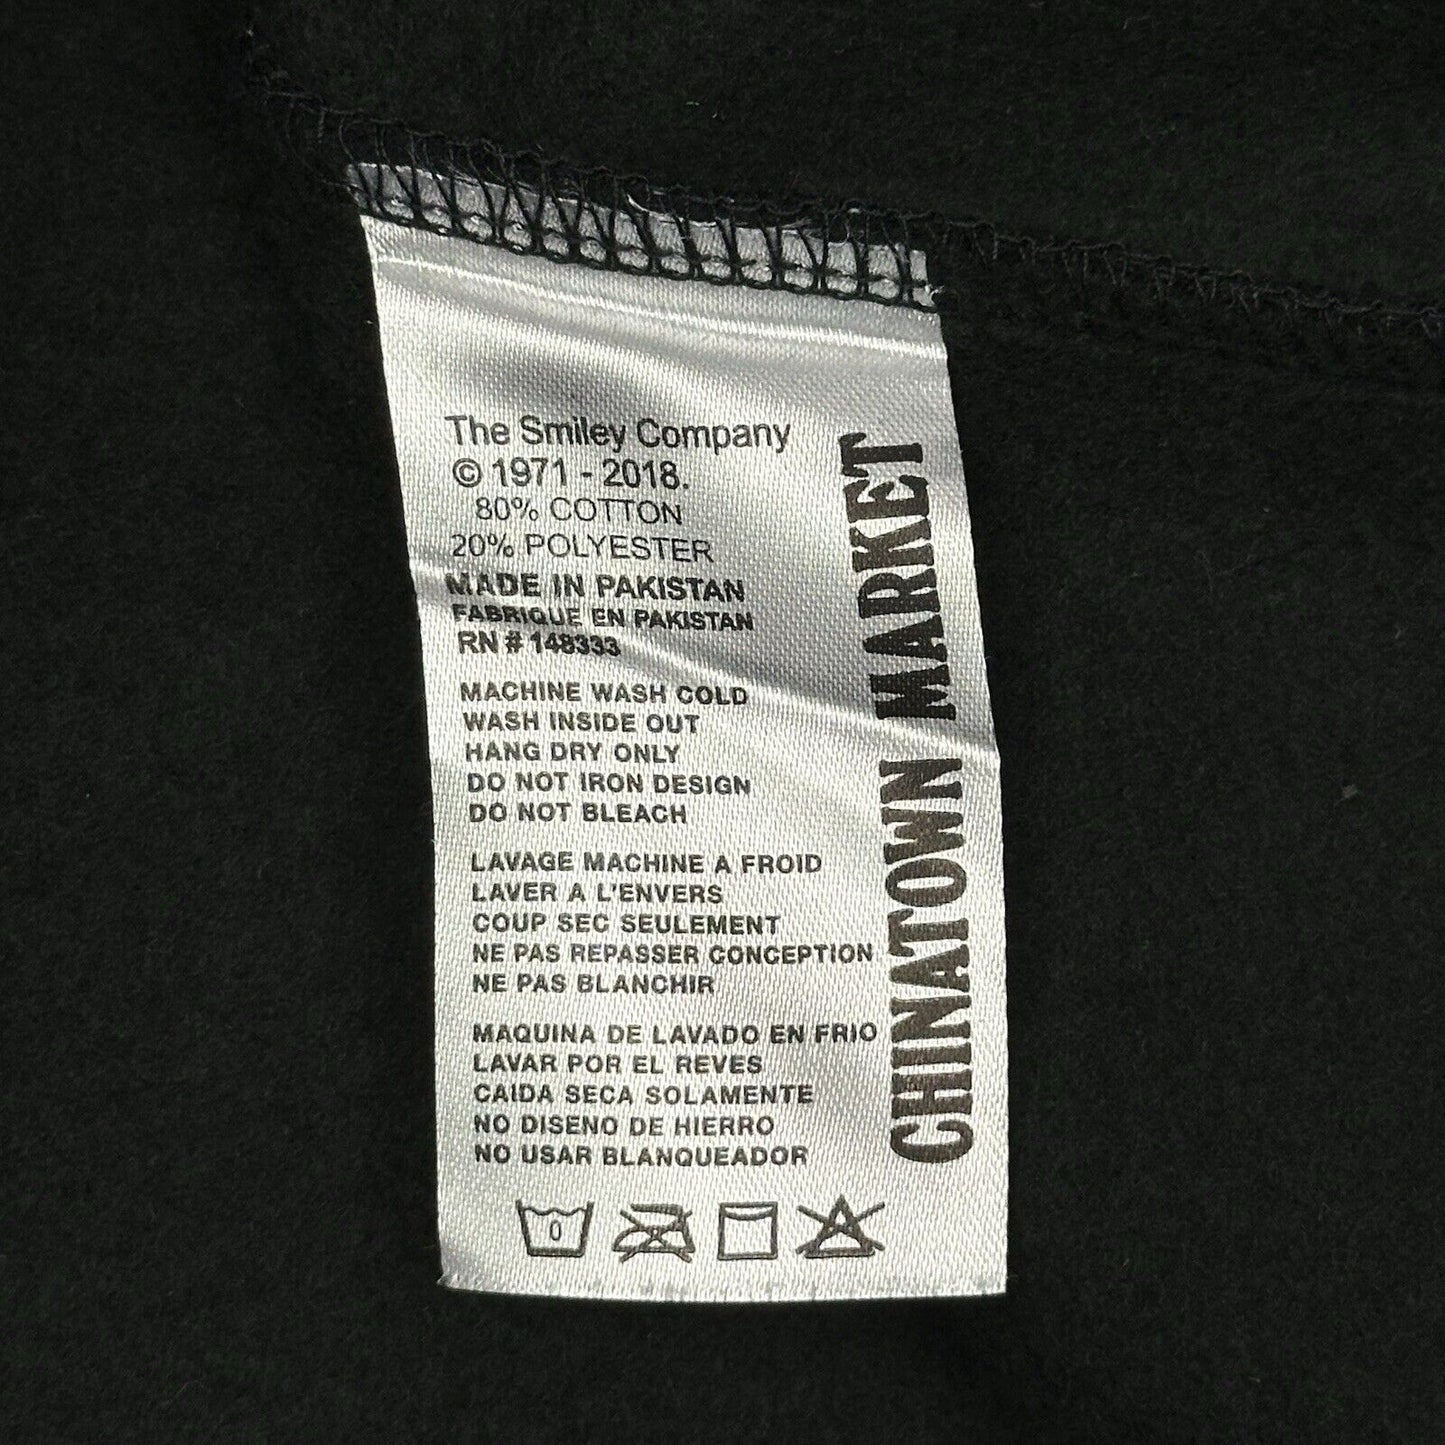 The Smiley Company
© 1971 - 2018.
80% COTTON
20% POLYESTER
MADE IN PAKISTAN
FABRIQUE EN PAKISTAN
RN # 148333
MACHINE WASH COLD
WASH INSIDE OUT
HANG DRY ONLY
DO NOT IRON DESIGN
DO NOT BLEACH
LAVAGE MACHINE A FROID
LAVER A L'ENVERS
COUP SEC SEULEMENT
NE PAS REPASSER CONCEPTION
NE PAS BLANCHIR
MAQUINA DE LAVADO EN FRIO
LAVAR POR EL REVES
CAIDA SECA SOLAMENTE
NO DISENO DE HIERRO
NO USAR BLANQUEADOR
0
CHINATOWN MARKET